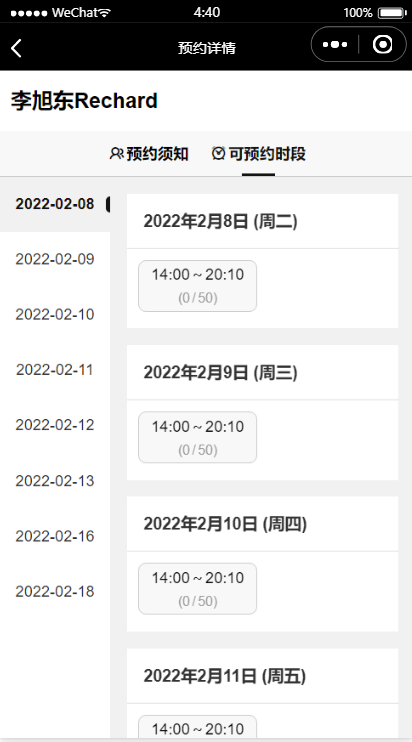 WeChat 4:40 100%
预约详情
李旭东Rechard
预约须知 可预约时段
2022-02-08
2022-02-09
2022-02-10
2022-02-11
2022-02-12
2022-02-13
2022-02-16
2022-02-18
2022年2月8日 (周二)
14:00 ~ 20:10
(0 / 50)
2022年2月9日 (周三)
14:00 ~ 20:10
(0 / 50)
2022年2月10日 (周四)
14:00 ~ 20:10
(0 / 50)
2022年2月11日 (周五)
14:00 ~ 20:10